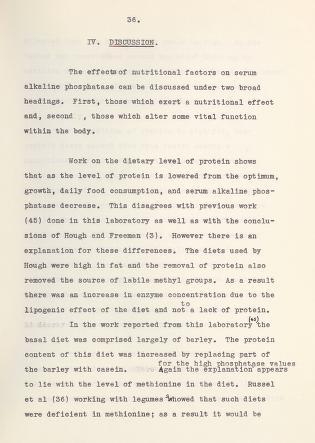 36.
IV. DISCUSSION.
The effects of nutritional factors on serum
alkaline phosphatase can be discussed under two broad
headings. First, those which exert a nutritional effect
and, second , those which alter some vital function
within the body.
Work on the dietary level of protein shows
that as the level of protein is lowered from the optimum,
growth, daily food consumption, and serum alkaline phos-
phatase decrease. This disagrees with previous work
(45) done in this laboratory as well as with the conclu-
sions of Hough and Freeman (3). However there is an
explanation for these differences. The diets used by
Hough were high in fat and the removal of protein also
removed the source of labile methyl groups. As a result
there was an increase in enzyme concentration due to the
lipogenic effect of the diet and not to a lack of protein.
In the work reported from this laboratory (45) the
basal diet was comprised largely of barley. The protein
content of this diet was increased by replacing part of
the barley with casein. Again the explanation for the high phosphatase values appears
to lie with the level of methionine in the diet. Russel
et al (36) working with legumes showed that such diets
were deficient in methionine; as a result it would be